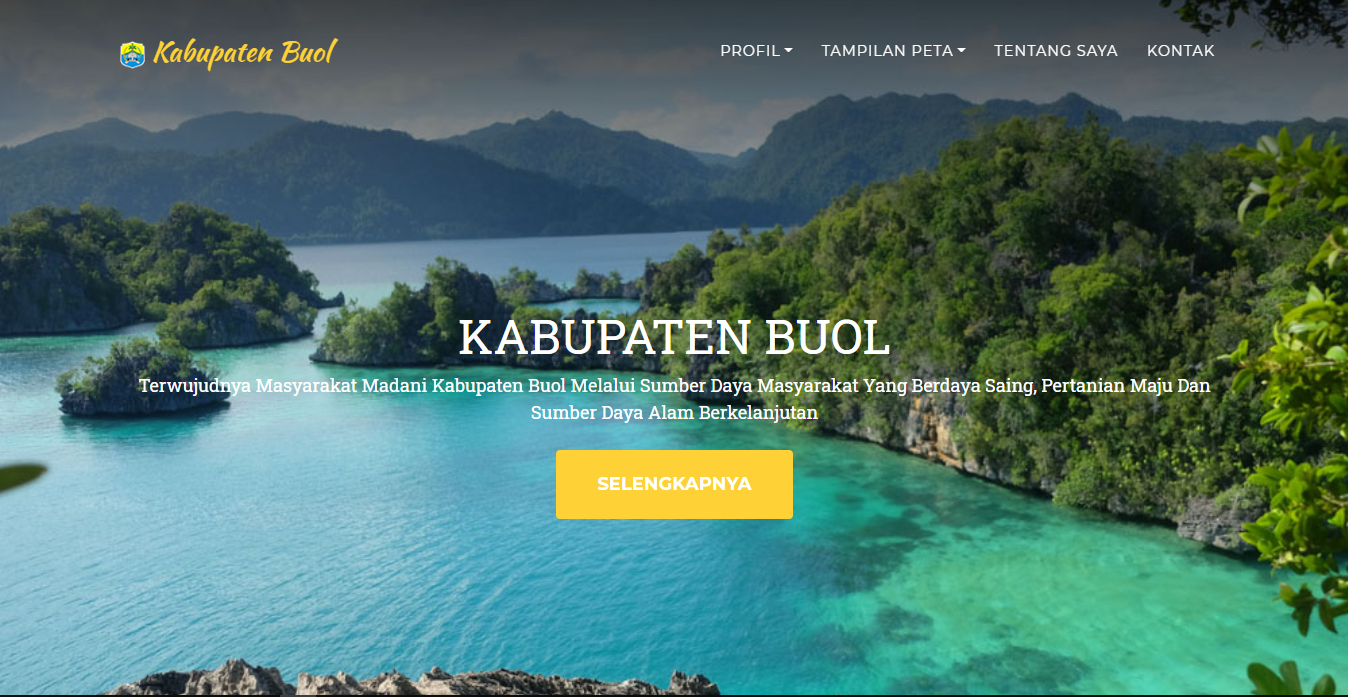 Kabupaten Buol
PROFIL
TAMPILAN PETA
TENTANG SAYA
KONTAK
KABUPATEN BUOL
Terwujudnya Masyarakat Madani Kabupaten Buol Melalui Sumber Daya Masyarakat Yang Berdaya Saing, Pertanian Maju Dan
Sumber Daya Alam Berkelanjutan
SELENGKAPNYA